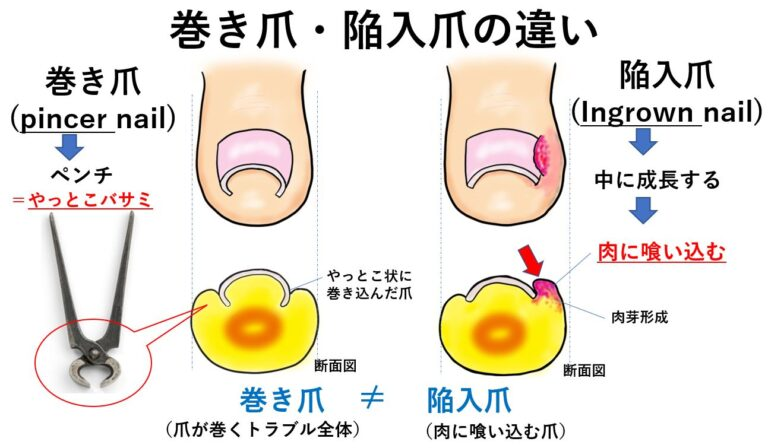 巻き爪・陥入爪の違い
巻き爪
(pincer nail)
ペンチ
＝やっとこバサミ
陥入爪
(Ingrown nail)
中に成長する
肉に喰い込む
やっとこ状に
巻き込んだ爪
肉芽形成
断面図
断面図
巻き爪 ≠ 陥入爪
（爪が巻くトラブル全体） （肉に喰い込む爪）